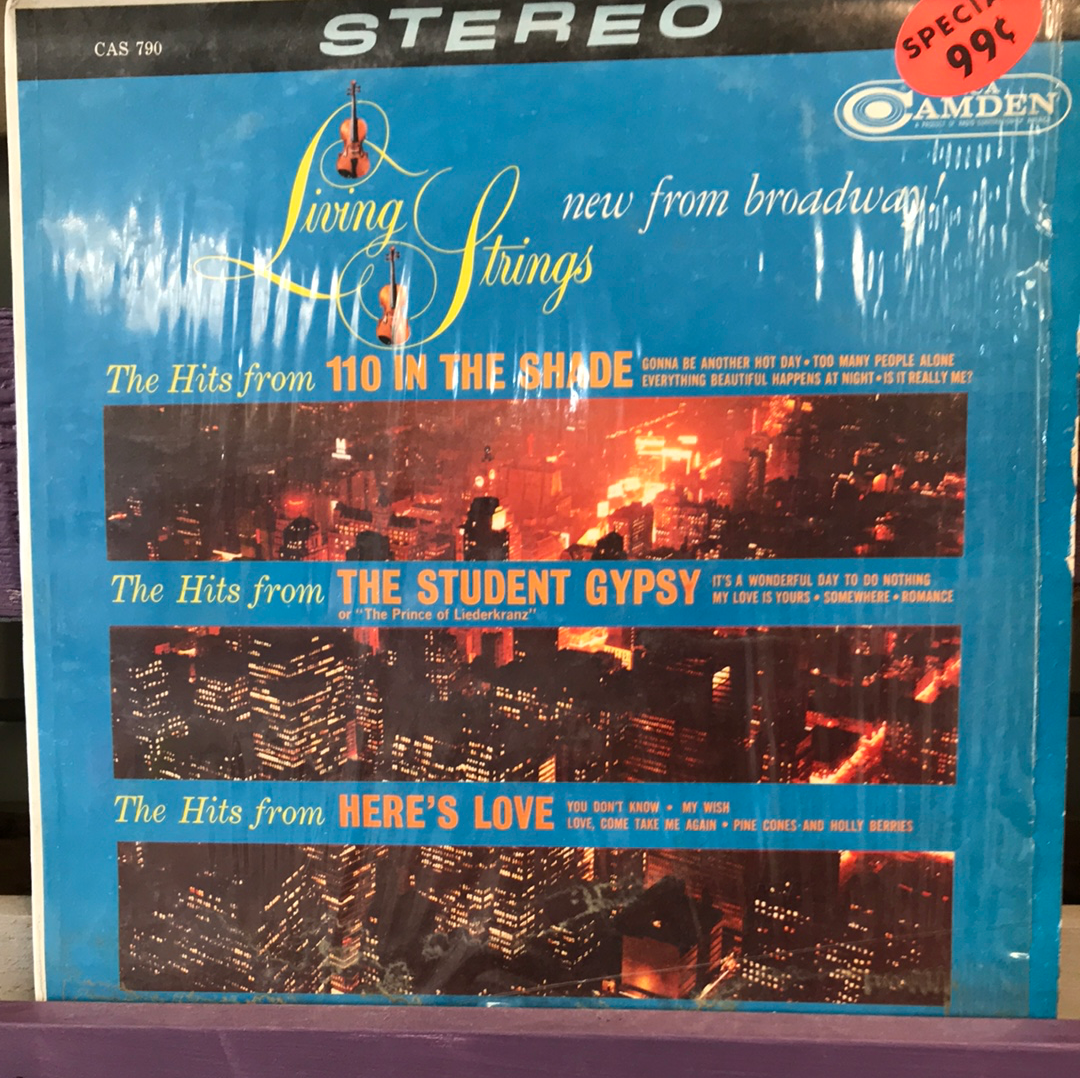 STEREO
CAS 790
SPECIAL
99¢
CAMDEN
Living
Strings
new from broadway!
The Hits from 110 IN THE SHADE
GONNA BE ANOTHER HOT DAY • TOO MANY PEOPLE ALONE
EVERYTHING BEAUTIFUL HAPPENS AT NIGHT • IS IT REALLY ME?
The Hits from THE STUDENT GYPSY
or "The Prince of Liederkranz"
IT'S A WONDERFUL DAY TO DO NOTHING
MY LOVE IS YOURS • SOMEWHERE • ROMANCE
The Hits from HERE'S LOVE
YOU DON'T KNOW • MY WISH
LOVE, COME TAKE ME AGAIN • PINE CONES AND HOLLY BERRIES